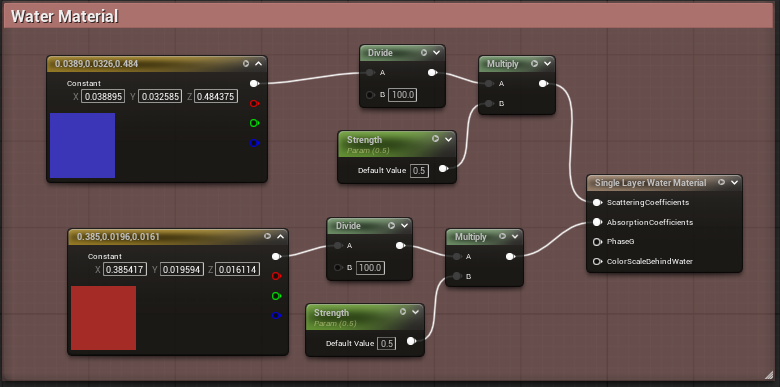 Water Material
0.0389,0.0326,0.484
Constant
X 0.038895 Y 0.032585 Z 0.484375
Divide
A
B 100.0
Multiply
A
B
Strength
Param (0.5)
Default Value 0.5
Single Layer Water Material
ScatteringCoefficients
AbsorptionCoefficients
PhaseG
ColorScaleBehindWater
0.385,0.0196,0.0161
Constant
X 0.385417 Y 0.019594 Z 0.016114
Divide
A
B 100.0
Multiply
A
B
Strength
Param (0.5)
Default Value 0.5